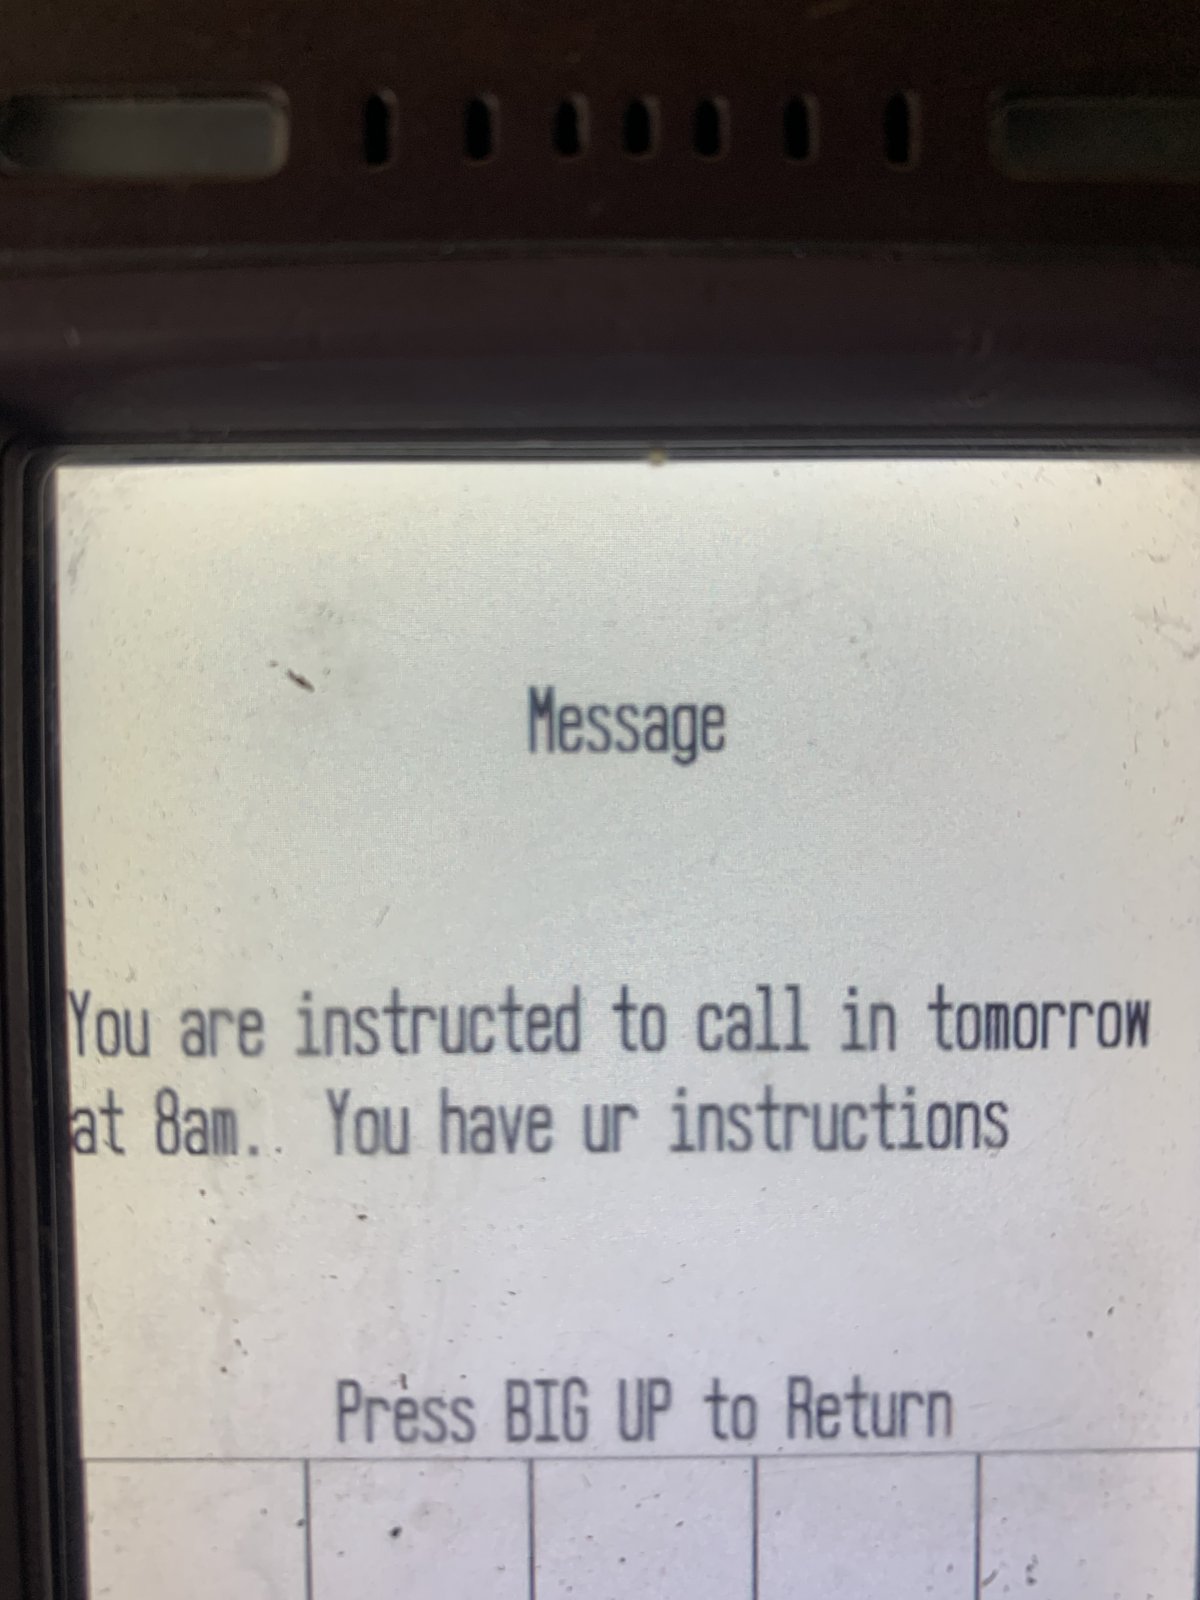 Message
You are instructed to call in tomorrow
at 8am.. You have ur instructions
Press BIG UP to Return